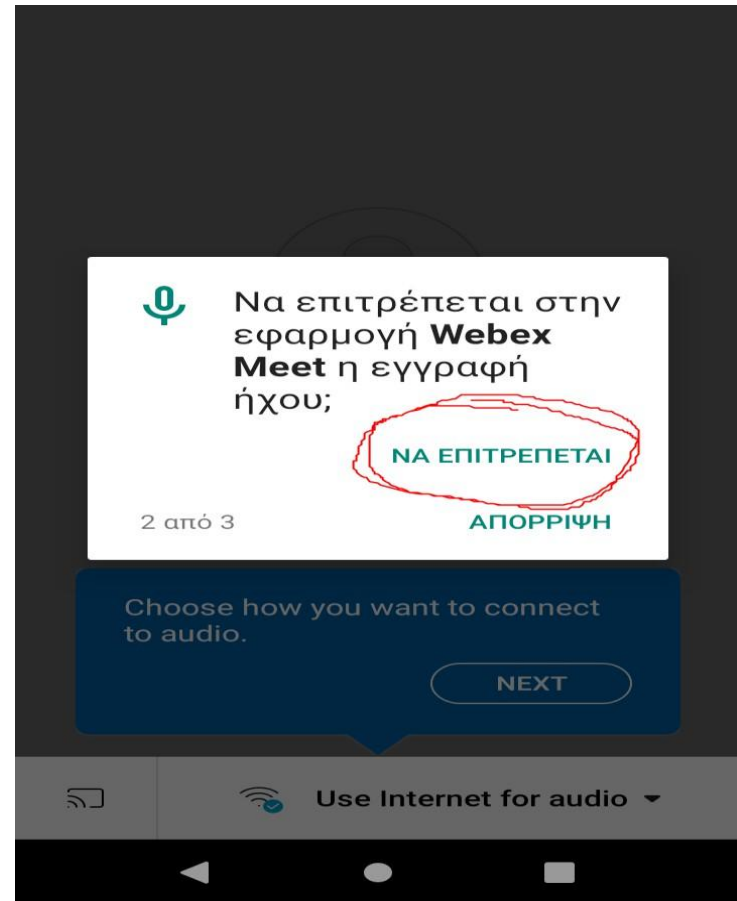 Να επιτρέπεται στην
εφαρμογή Webex
Meet η εγγραφή
ήχου;
ΝΑ ΕΠΙΤΡΕΠΕΤΑΙ
2 από 3
ΑΠΟΡΡΙΨΗ
Choose how you want to connect
to audio.
NEXT
Use Internet for audio